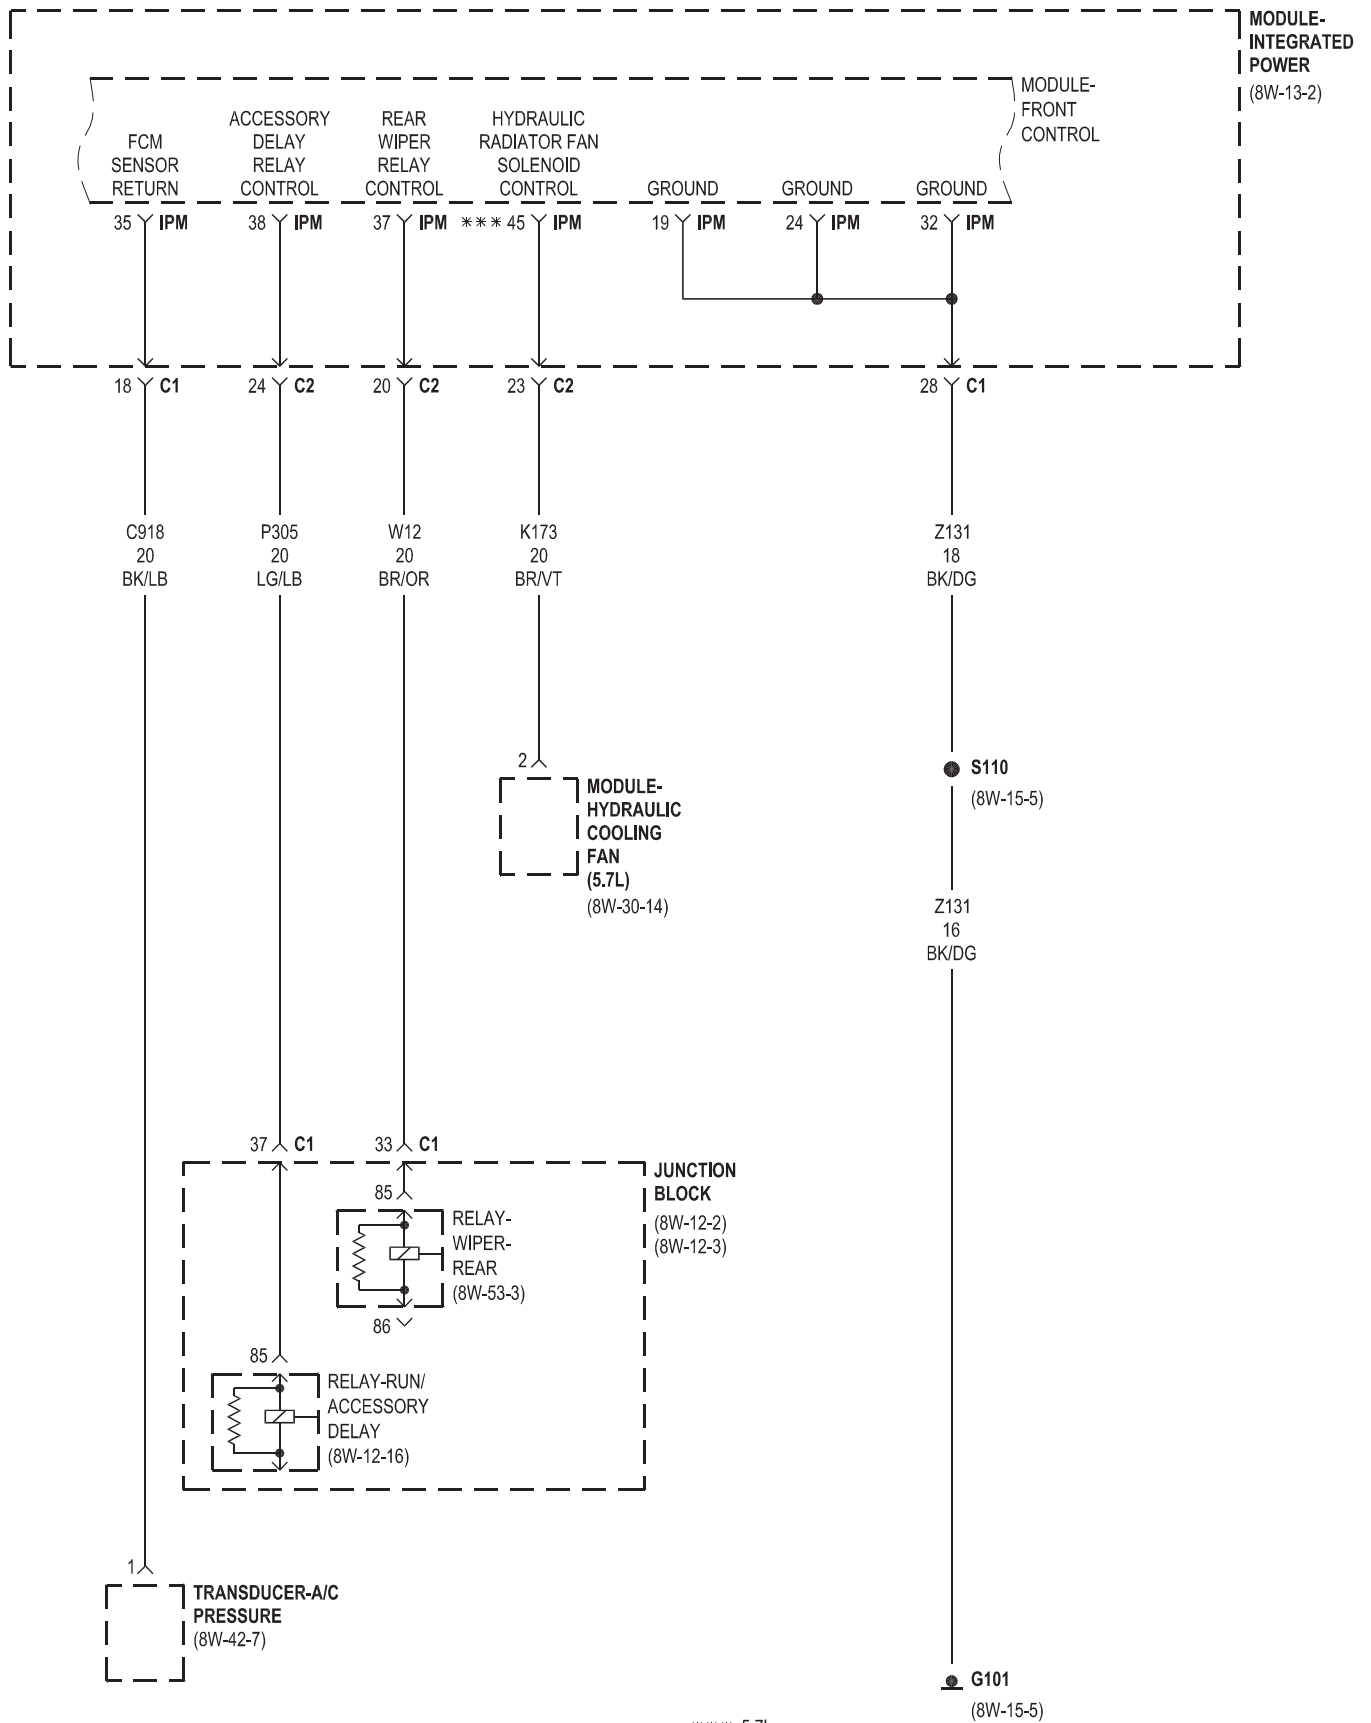 MODULE-
INTEGRATED
POWER
(8W-13-2)
MODULE-
FRONT
CONTROL
FCM
SENSOR
RETURN
ACCESSORY
DELAY
RELAY
CONTROL
REAR
WIPER
RELAY
CONTROL
HYDRAULIC
RADIATOR FAN
SOLENOID
CONTROL
GROUND
GROUND
GROUND
35 IPM
38 IPM
37 IPM
*** 45 IPM
19 IPM
24 IPM
32 IPM
18 C1
24 C2
20 C2
23 C2
28 C1
C918
20
BK/LB
P305
20
LG/LB
W12
20
BR/OR
K173
20
BR/VT
Z131
18
BK/DG
2
MODULE-
HYDRAULIC
COOLING
FAN
(5.7L)
(8W-30-14)
S110
(8W-15-5)
Z131
16
BK/DG
37 C1
33 C1
JUNCTION
BLOCK
(8W-12-2)
(8W-12-3)
85
RELAY-
WIPER-
REAR
(8W-53-3)
86
85
RELAY-RUN/
ACCESSORY
DELAY
(8W-12-16)
1
TRANSDUCER-A/C
PRESSURE
(8W-42-7)
G101
(8W-15-5)